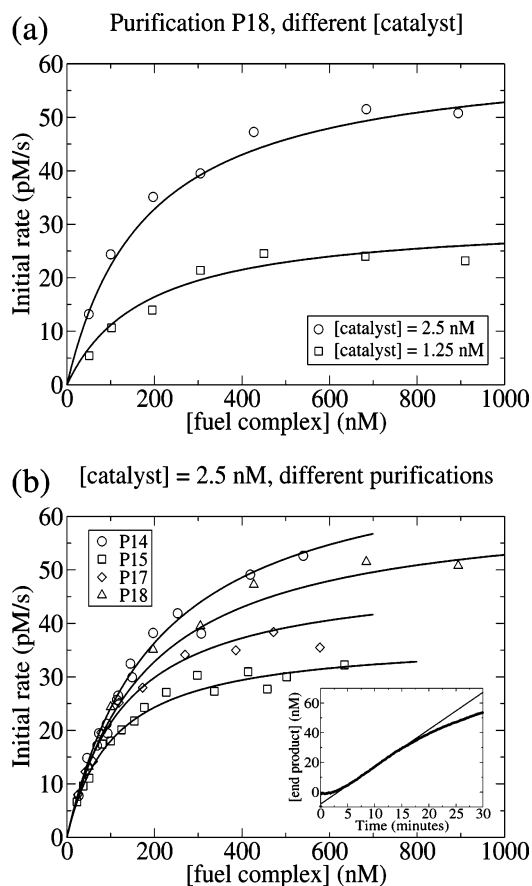 (a) Purification P18, different [catalyst]
60
50
40
30
20
10
0
Initial rate (pM/s)
[catalyst] = 2.5 nM
[catalyst] = 1.25 nM
0 200 400 600 800 1000
[fuel complex] (nM)
(b) [catalyst] = 2.5 nM, different purifications
60
50
40
30
20
10
0
Initial rate (pM/s)
P14
P15
P17
P18
[end product] (nM)
60
40
20
0
0 5 10 15 20 25 30
Time (minutes)
0 200 400 600 800 1000
[fuel complex] (nM)